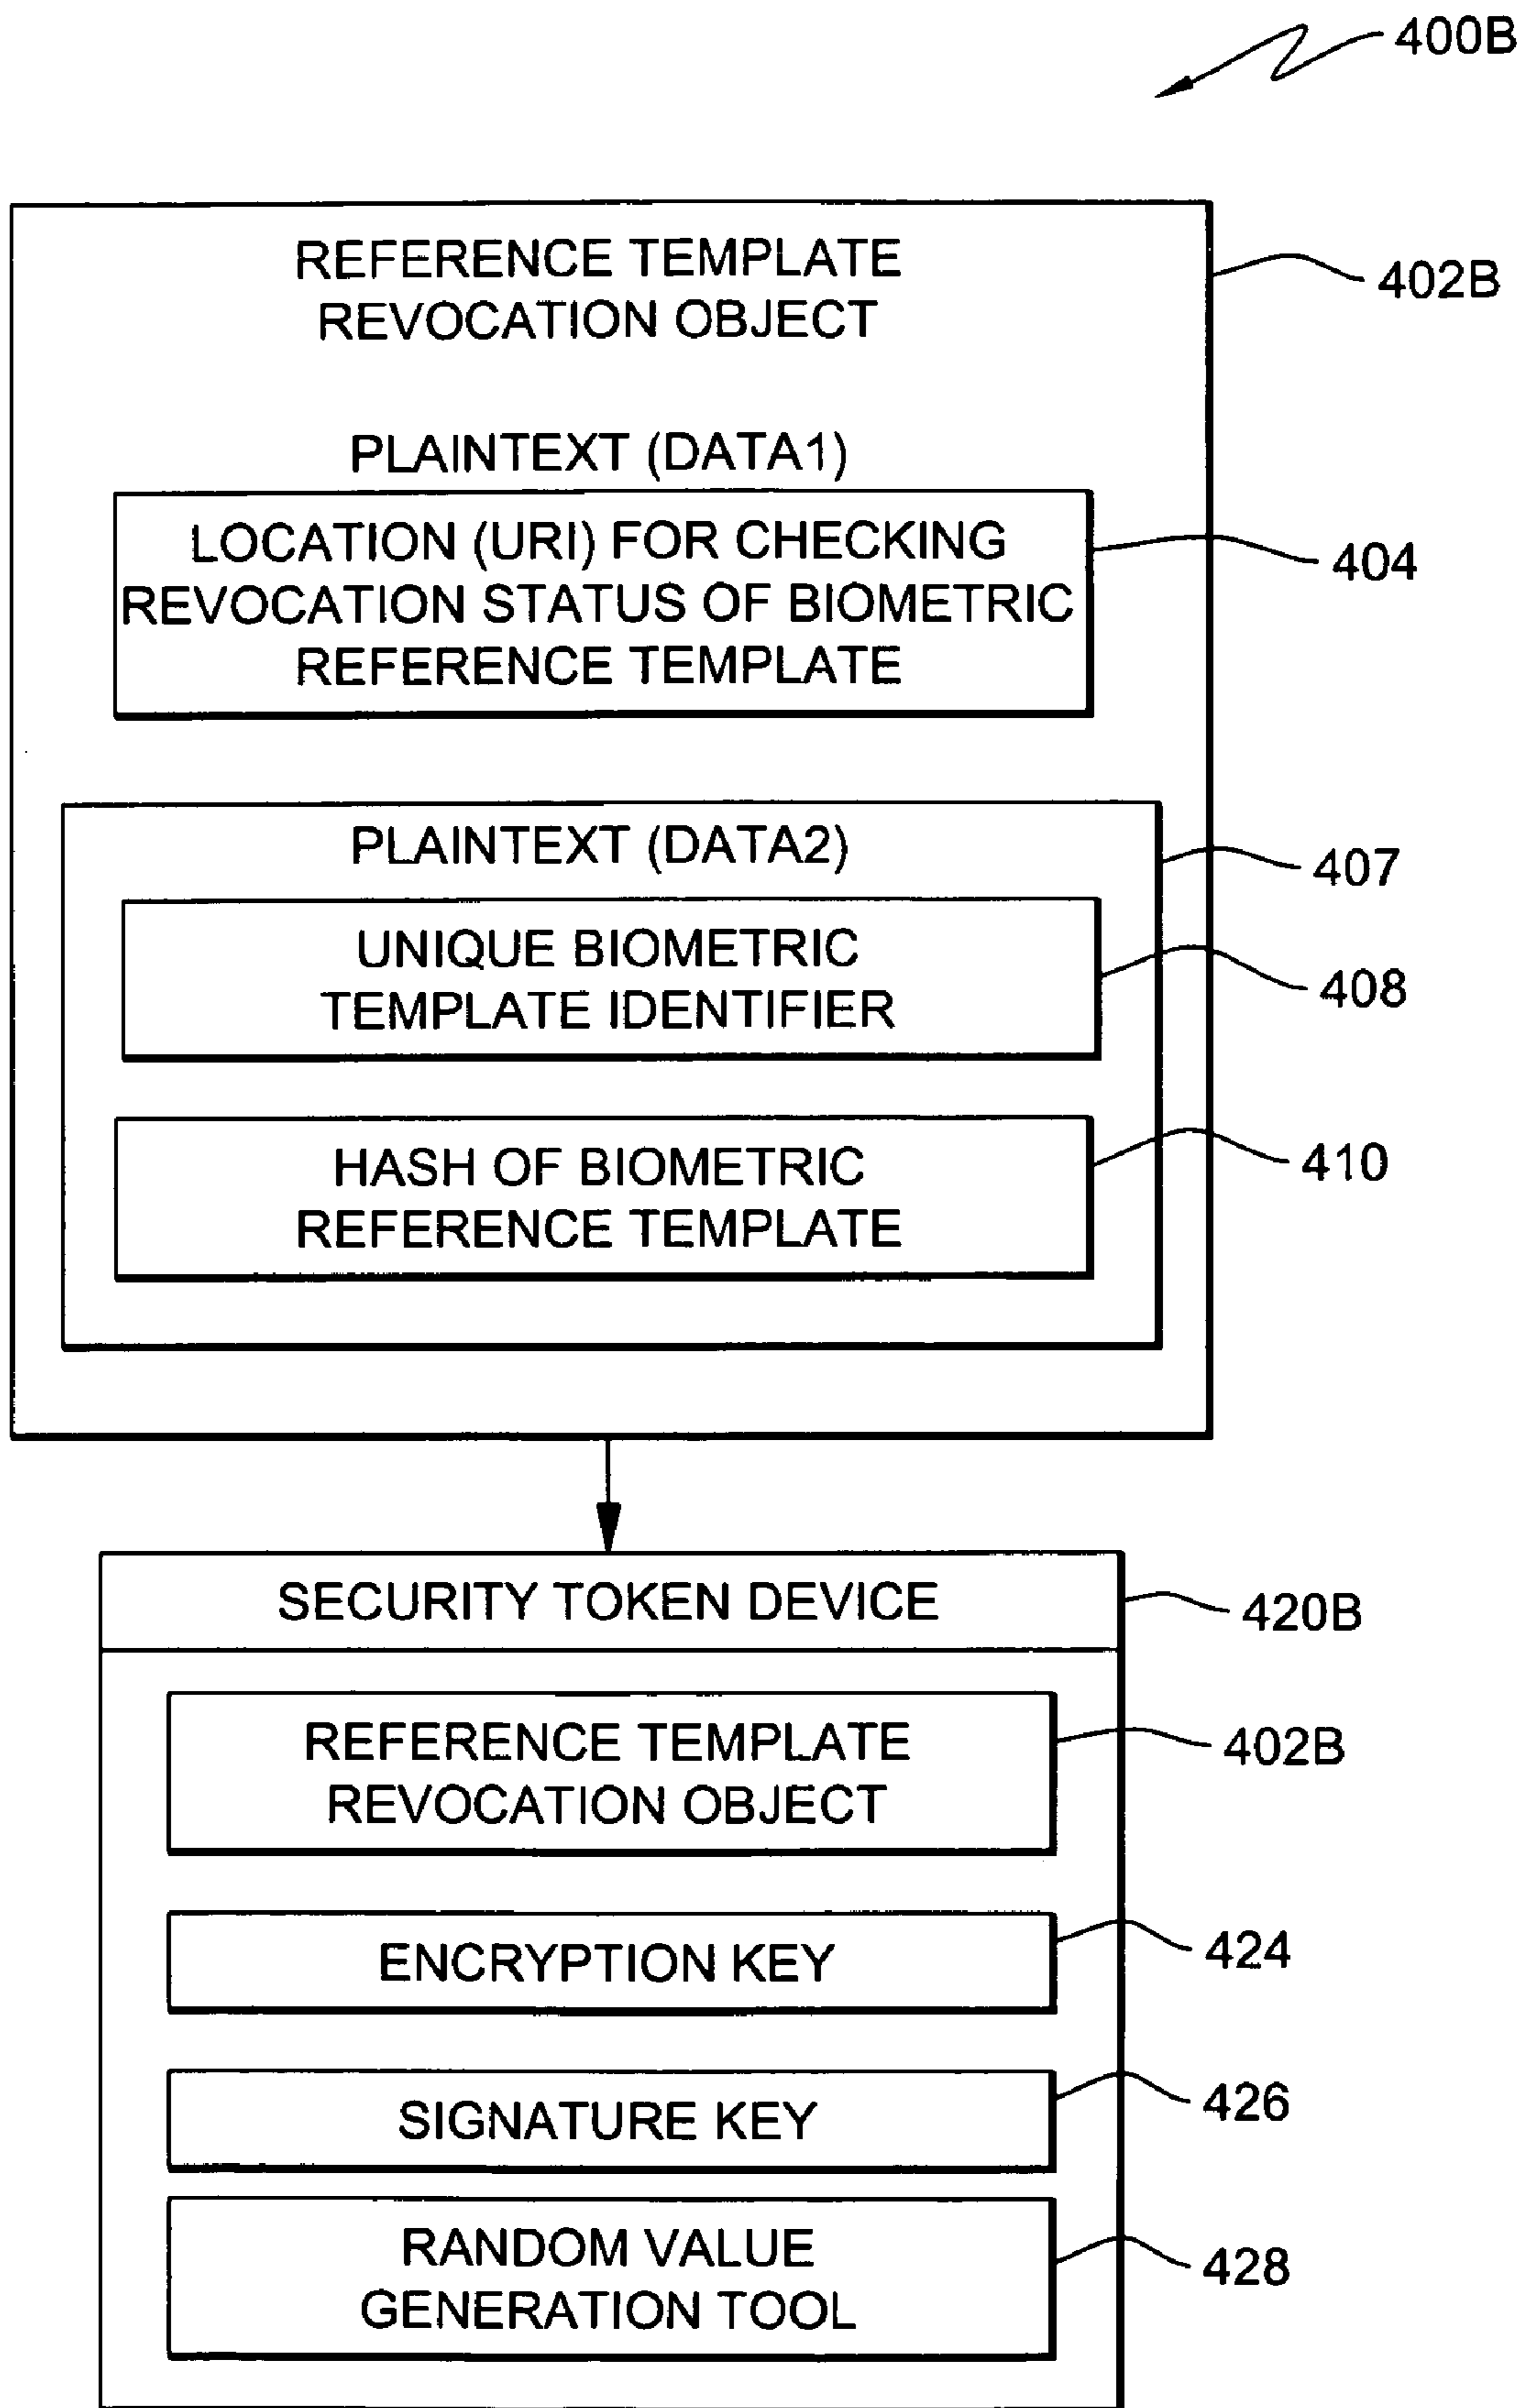 400B
REFERENCE TEMPLATE
REVOCATION OBJECT
402B
PLAINTEXT (DATA1)
LOCATION (URI) FOR CHECKING
REVOCATION STATUS OF BIOMETRIC
REFERENCE TEMPLATE
404
PLAINTEXT (DATA2)
407
UNIQUE BIOMETRIC
TEMPLATE IDENTIFIER
408
HASH OF BIOMETRIC
REFERENCE TEMPLATE
410
SECURITY TOKEN DEVICE
420B
REFERENCE TEMPLATE
REVOCATION OBJECT
402B
ENCRYPTION KEY
424
SIGNATURE KEY
426
RANDOM VALUE
GENERATION TOOL
428